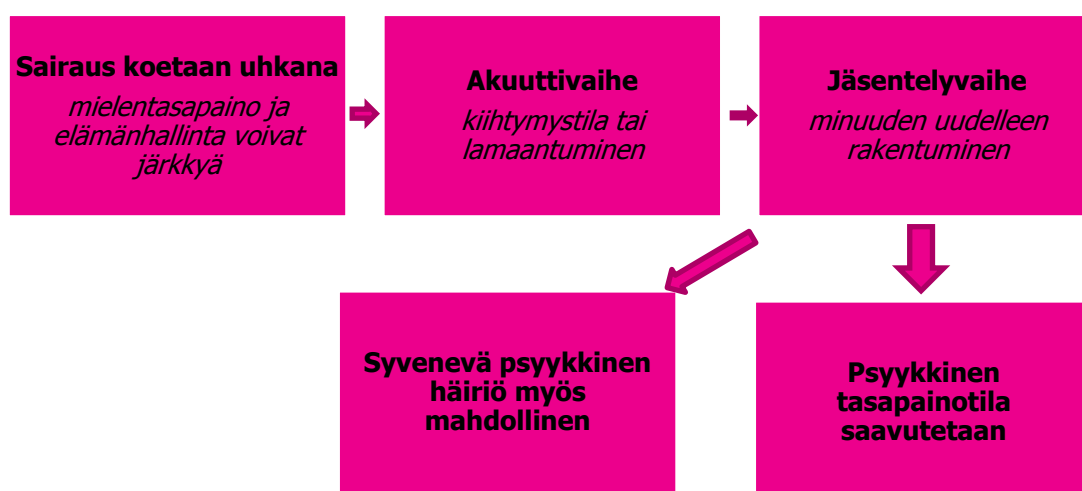 Sairaus koetaan uhkana
mielentasapaino ja
elämänhallinta voivat
järkkyä
Akuuttivaihe
kiihtymystila tai
lamaantuminen
Jäsentelyvaihe
minuuden uudelleen
rakentuminen
Syvenevä psyykkinen
häiriö myös
mahdollinen
Psyykkinen
tasapainotila
saavutetaan